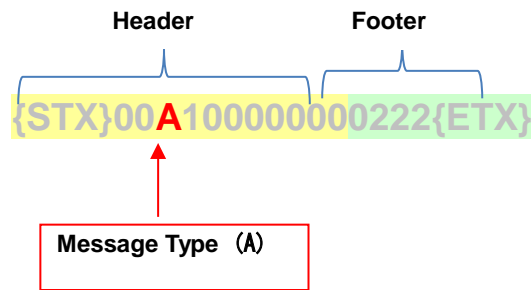 Header Footer
{STX}00A100000000222{ETX}
Message Type （A）